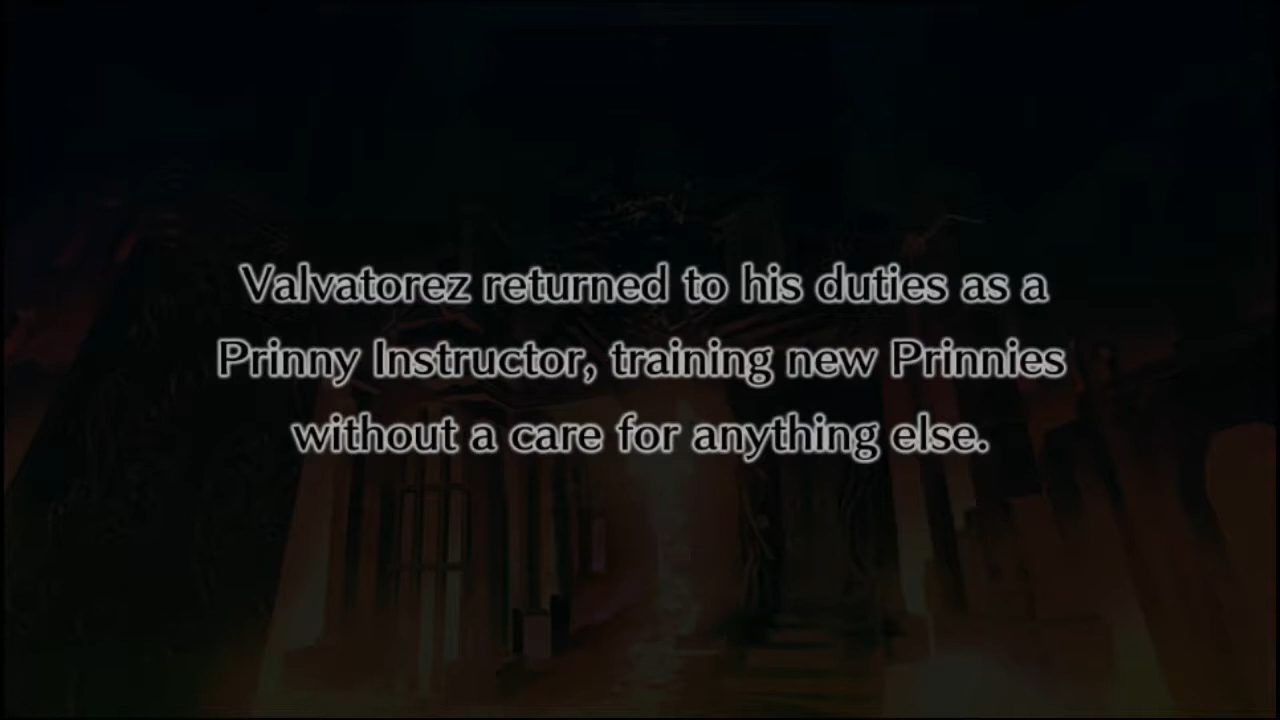 Valvatorez returned to his duties as a
Prinny Instructor, training new Prinnies
without a care for anything else.